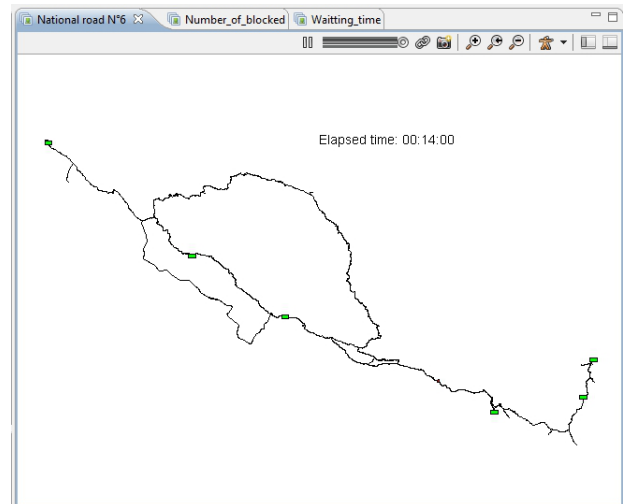 National road N°6
Number_of_blocked
Waitting_time
Elapsed time: 00:14:00